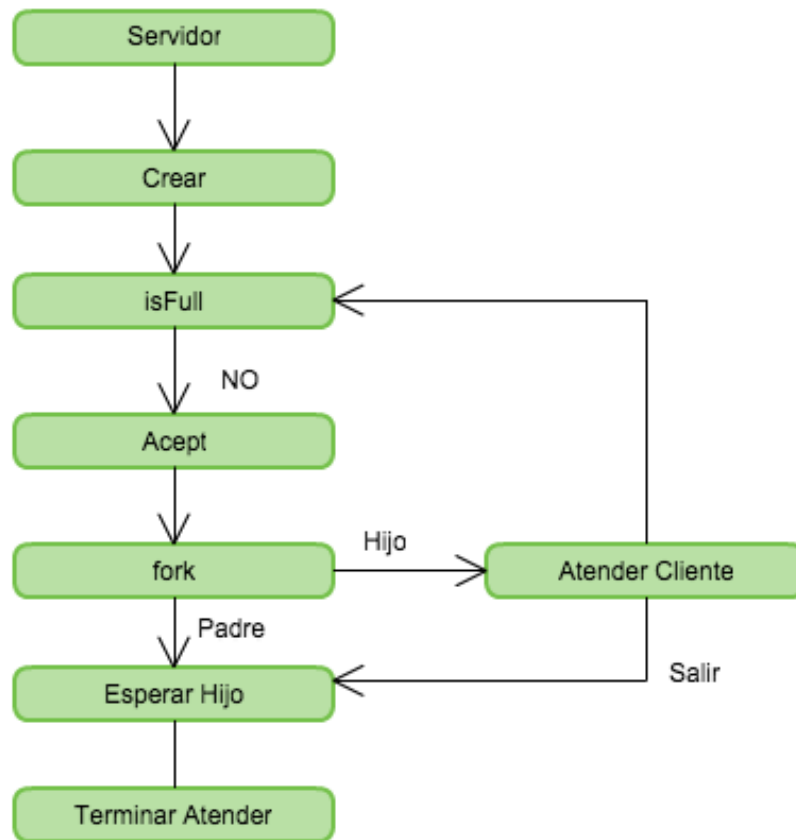 Servidor
Crear
isFull
NO
Acept
fork
Hijo
Atender Cliente
Padre
Esperar Hijo
Salir
Terminar Atender